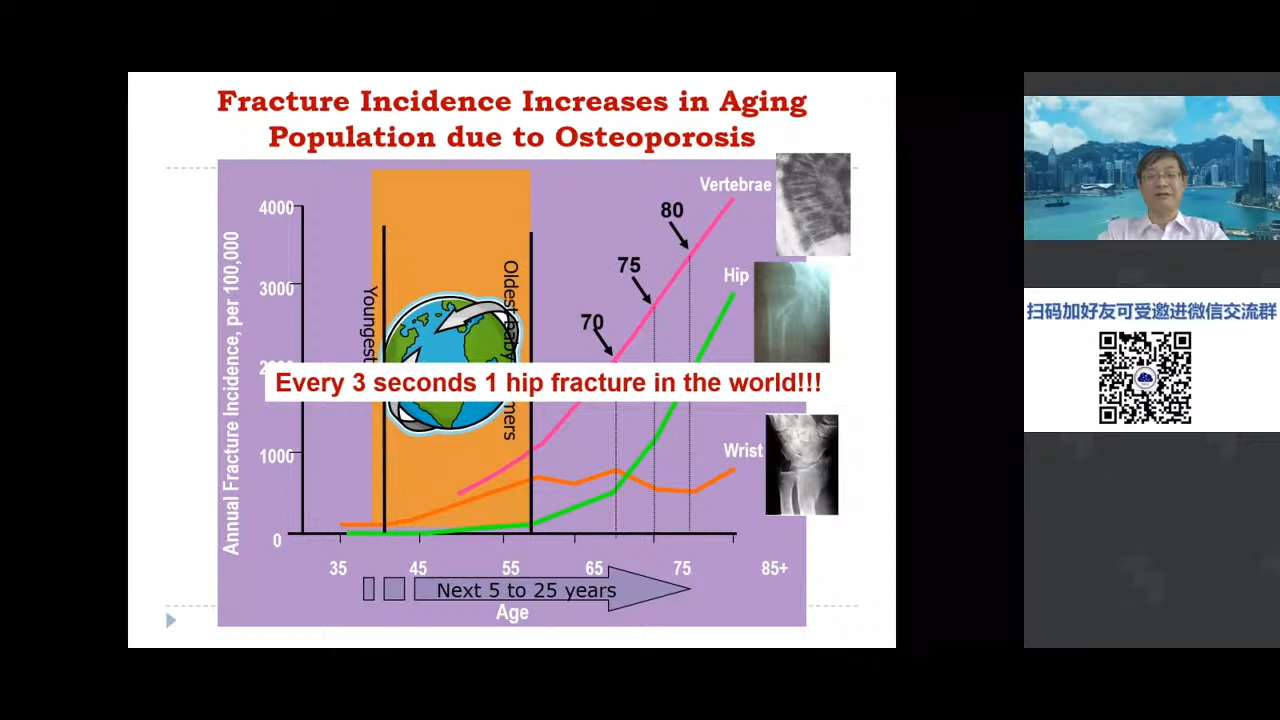 Fracture Incidence Increases in Aging
Population due to Osteoporosis
Annual Fracture Incidence, per 100,000
4000
3000
1000
0
Youngest
Oldest
Vertebrae
80
75
70
Hip
Every 3 seconds 1 hip fracture in the world!!!
Wrist
35
45
55
65
75
85+
Next 5 to 25 years
Age
扫码加好友可受邀进微信交流群